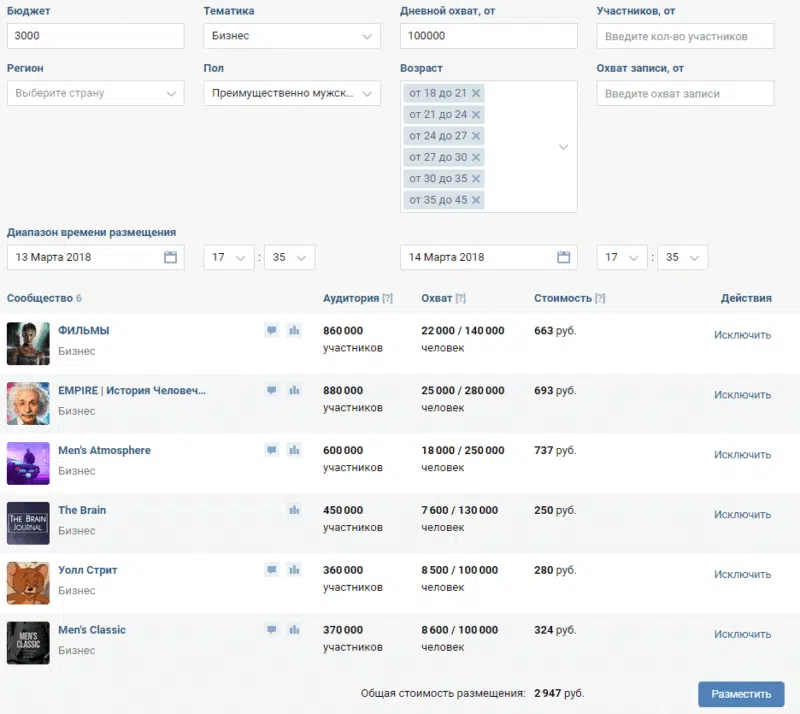 Бюджет
Тематика
Дневной охват, от
Участников, от
3000
Бизнес
100000
Введите кол-во участников
Регион
Пол
Возраст
Охват записи, от
Выберите страну
Преимущественно мужск...
от 18 до 21
Введите охват записи
от 21 до 24
от 24 до 27
от 27 до 30
от 30 до 35
от 35 до 45
Диапазон времени размещения
13 Марта 2018 17 : 35 14 Марта 2018 17 : 35
Сообщество 6 Аудитория [?] Охват [?] Стоимость [?] Действия
ФИЛЬМЫ 860 000 22 000 / 140 000 663 руб. Исключить
Бизнес участников человек
EMPIRE | История Человеч... 880 000 25 000 / 280 000 693 руб. Исключить
Бизнес участников человек
Men's Atmosphere 600 000 18 000 / 250 000 737 руб. Исключить
Бизнес участников человек
THE BRAIN
JOURNAL
The Brain 450 000 7 600 / 130 000 250 руб. Исключить
Бизнес участников человек
Уолл Стрит 360 000 8 500 / 100 000 280 руб. Исключить
Бизнес участников человек
MEN'S
CLASSIC
Men's Classic 370 000 8 600 / 100 000 324 руб. Исключить
Бизнес участников человек
Общая стоимость размещения: 2 947 руб. Разместить